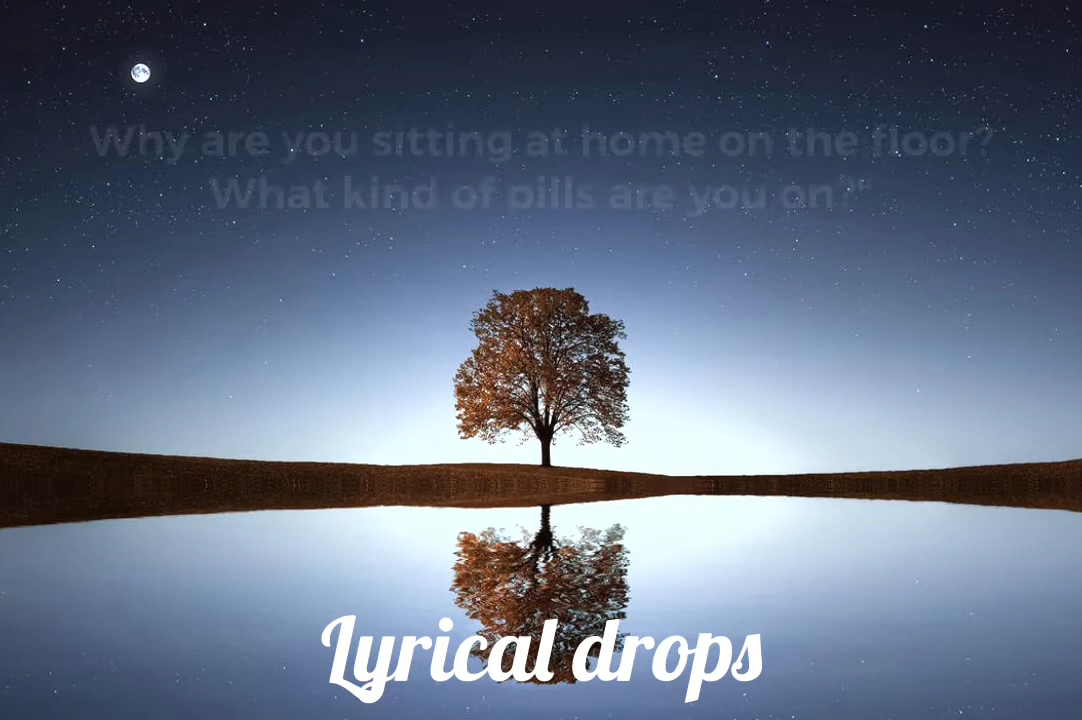 Why are you sitting at home on the floor?
What kind of pills are you on?"
Lyrical drops